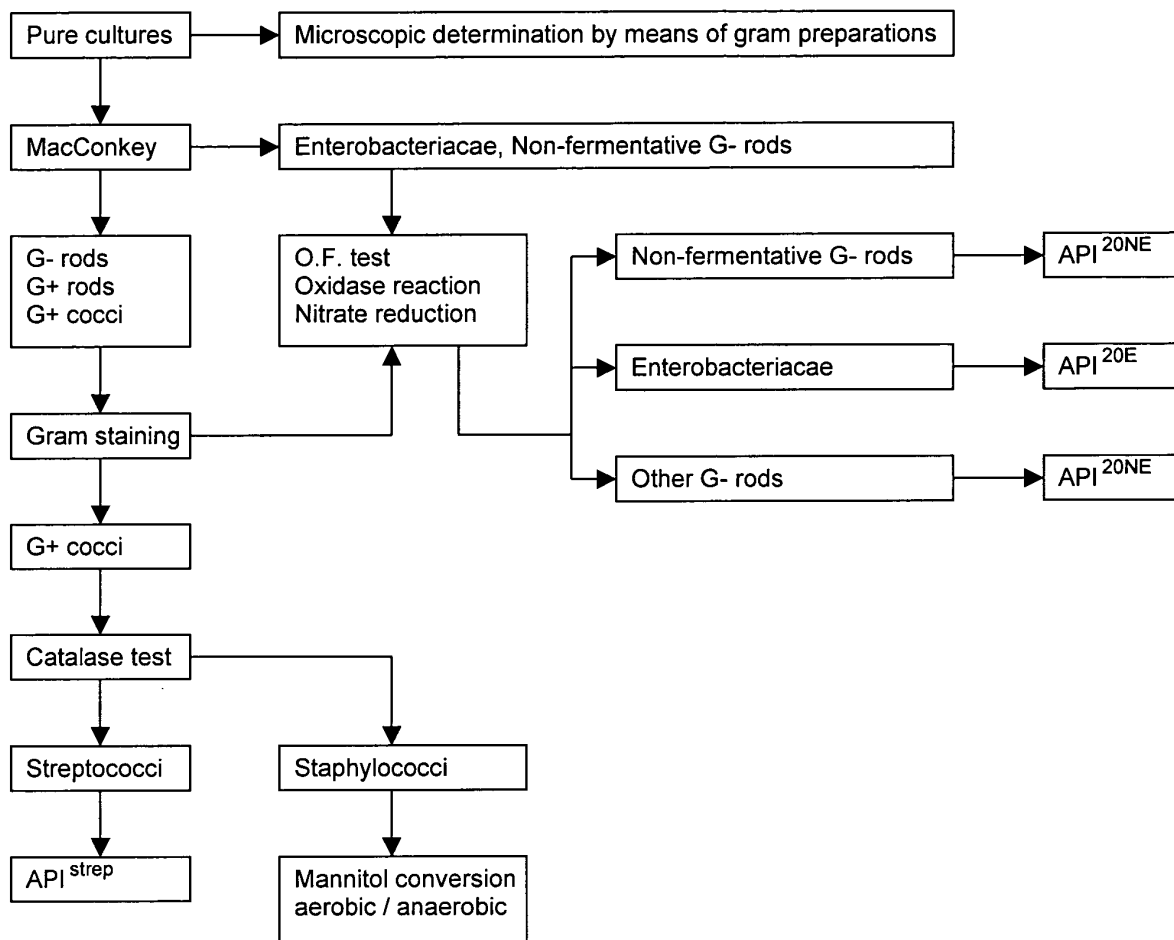 Pure cultures
Microscopic determination by means of gram preparations
MacConkey
Enterobacteriacae, Non-fermentative G- rods
G- rods
G+ rods
G+ cocci
O.F. test
Oxidase reaction
Nitrate reduction
Non-fermentative G- rods
API 20NE
Enterobacteriacae
API 20E
Gram staining
Other G- rods
API 20NE
G+ cocci
Catalase test
Streptococci
Staphylococci
API strep
Mannitol conversion
aerobic / anaerobic